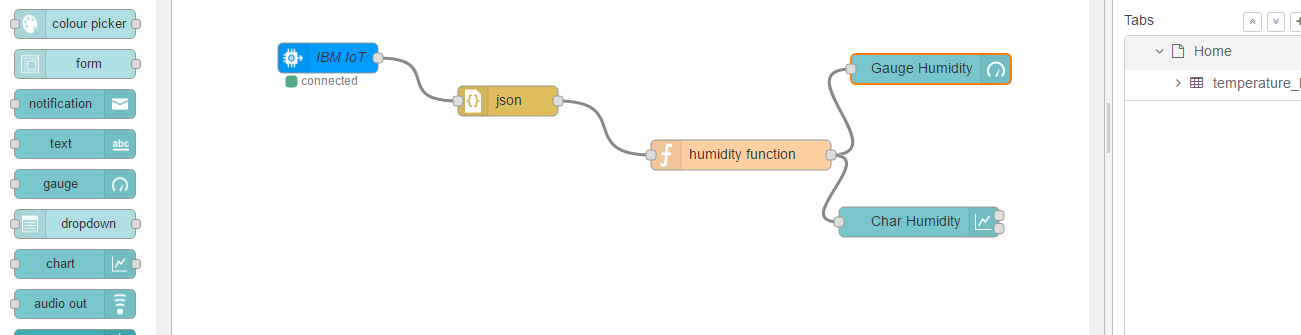 colour picker
form
notification
text
abc
gauge
dropdown
chart
audio out
IBM IoT
connected
{} json
f humidity function
Gauge Humidity
Char Humidity
Tabs
Home
temperature_